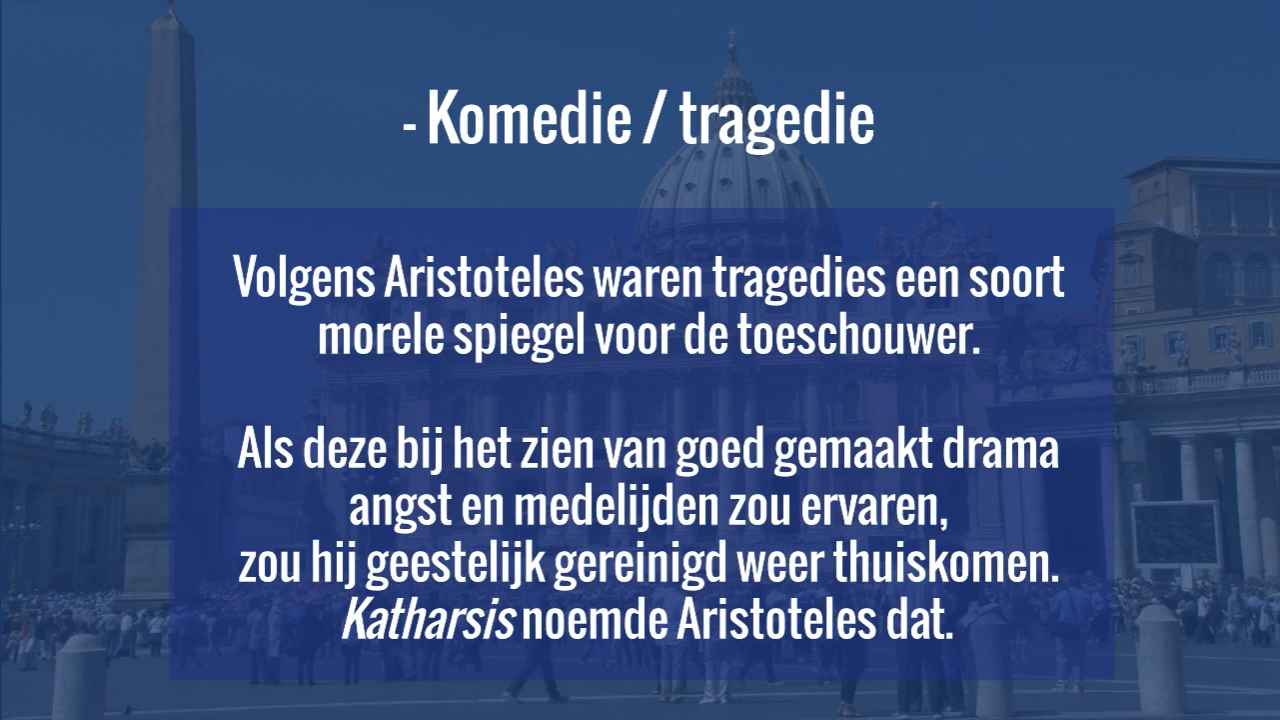 - Komedie / tragedie
Volgens Aristoteles waren tragedies een soort
morele spiegel voor de toeschouwer.
Als deze bij het zien van goed gemaakt drama
angst en medelijden zou ervaren,
zou hij geestelijk gereinigd weer thuiskomen.
Katharsis noemde Aristoteles dat.